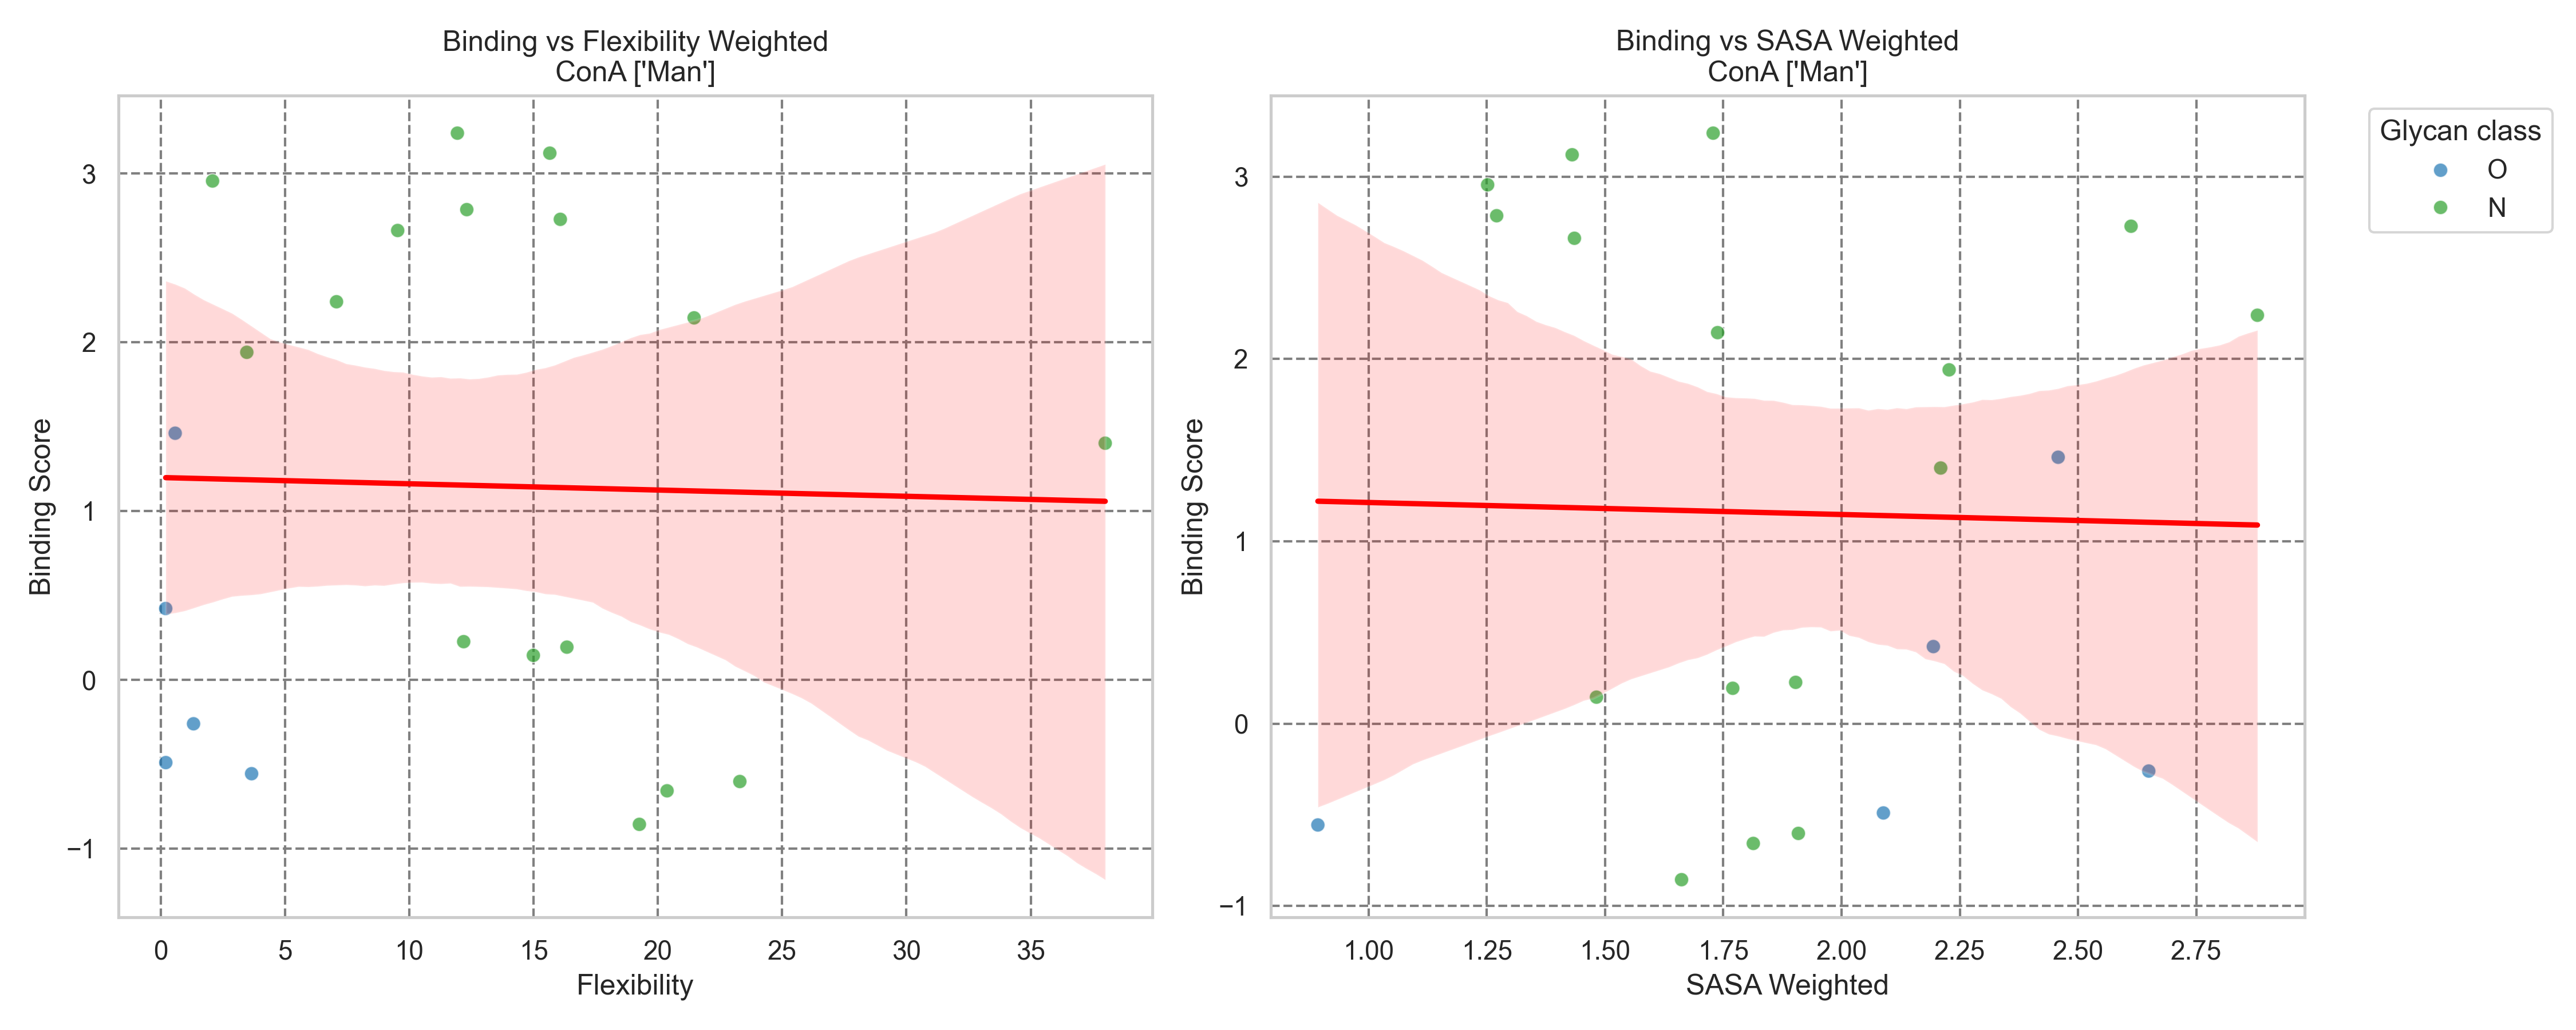 Binding vs Flexibility Weighted
ConA ['Man']
Binding Score
3
2
1
0
−1
0 5 10 15 20 25 30 35
Flexibility
Binding vs SASA Weighted
ConA ['Man']
Binding Score
3
2
1
0
−1
1.00 1.25 1.50 1.75 2.00 2.25 2.50 2.75
SASA Weighted
Glycan class
O
N